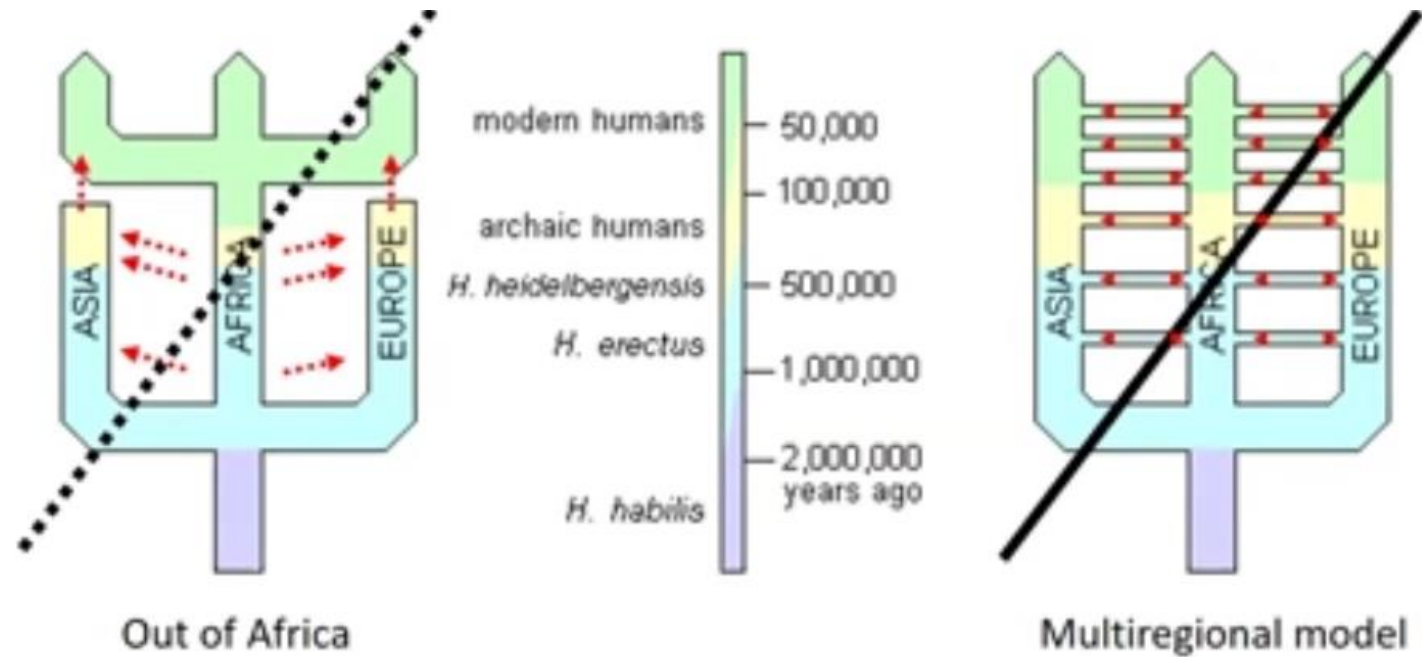 modern humans
50,000
100,000
archaic humans
H. heidelbergensis
500,000
H. erectus
1,000,000
2,000,000
years ago
H. habilis
ASIA
AFRICA
EUROPE
ASIA
AFRICA
EUROPE
Out of Africa
Multiregional model